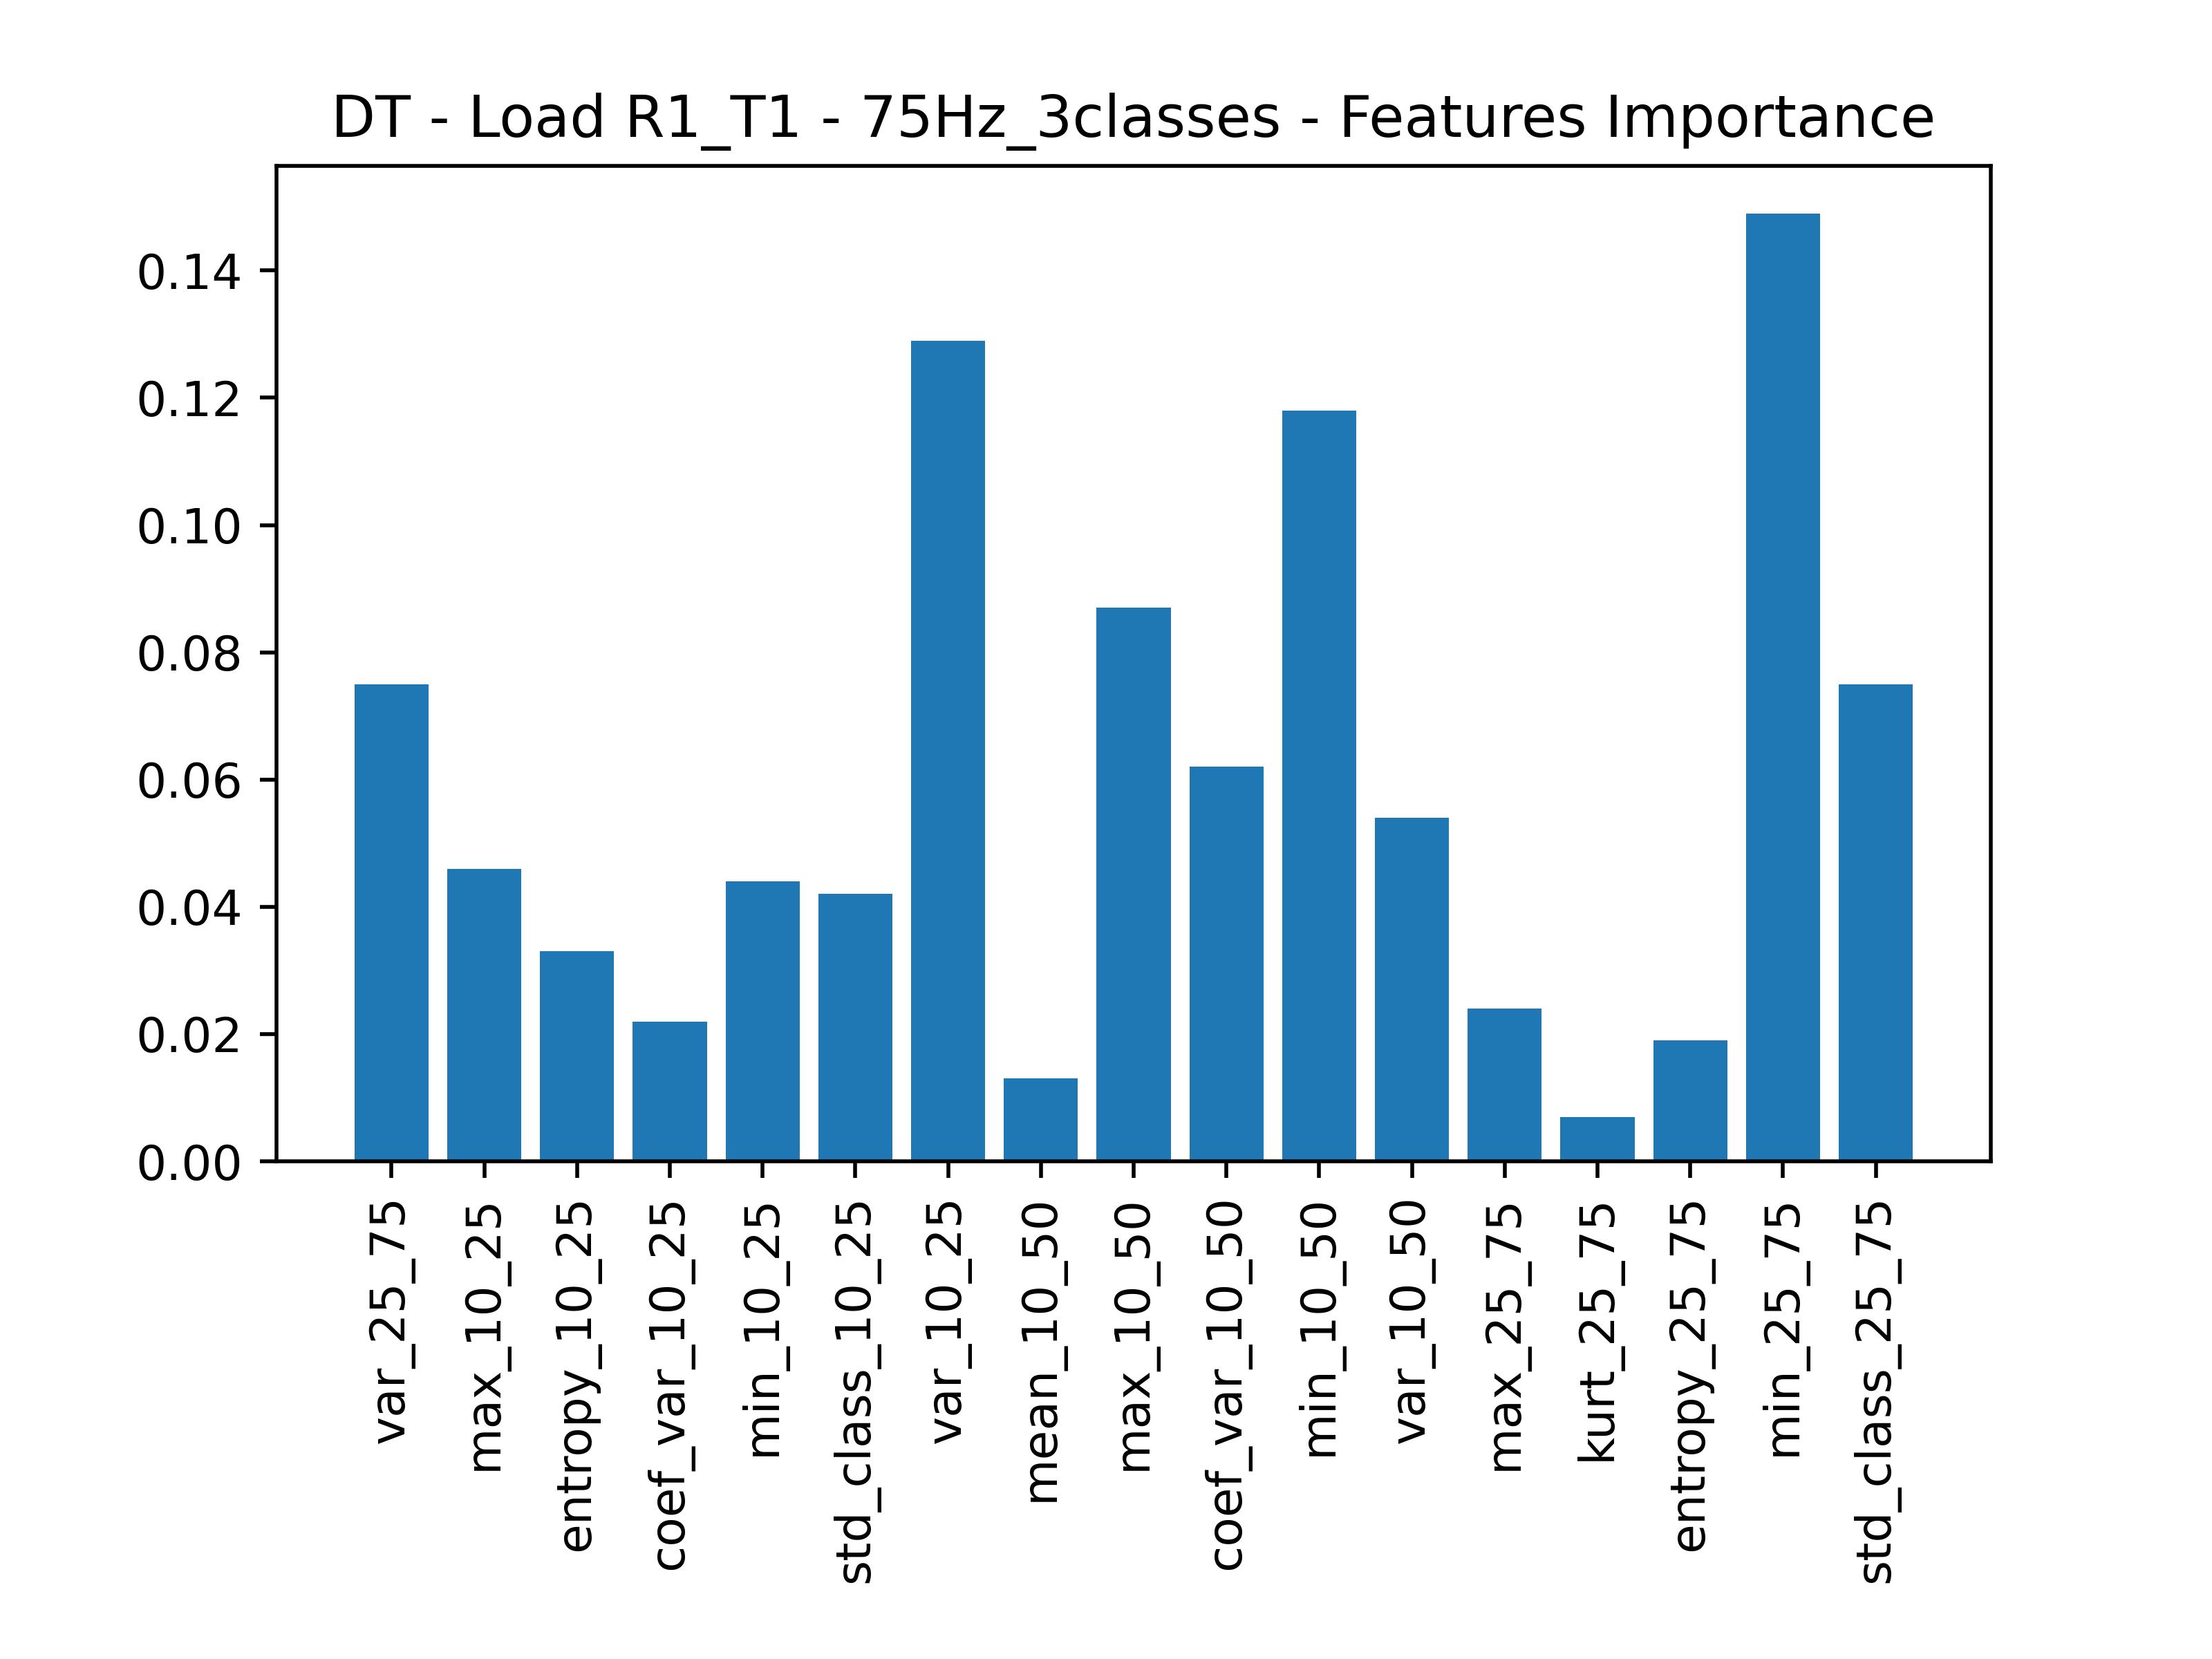 DT - Load R1_T1 - 75Hz_3classes - Features Importance
0.14
0.12
0.10
0.08
0.06
0.04
0.02
0.00
var_25_75
max_10_25
entropy_10_25
coef_var_10_25
min_10_25
std_class_10_25
var_10_25
mean_10_50
max_10_50
coef_var_10_50
min_10_50
var_10_50
max_25_75
kurt_25_75
entropy_25_75
min_25_75
std_class_25_75